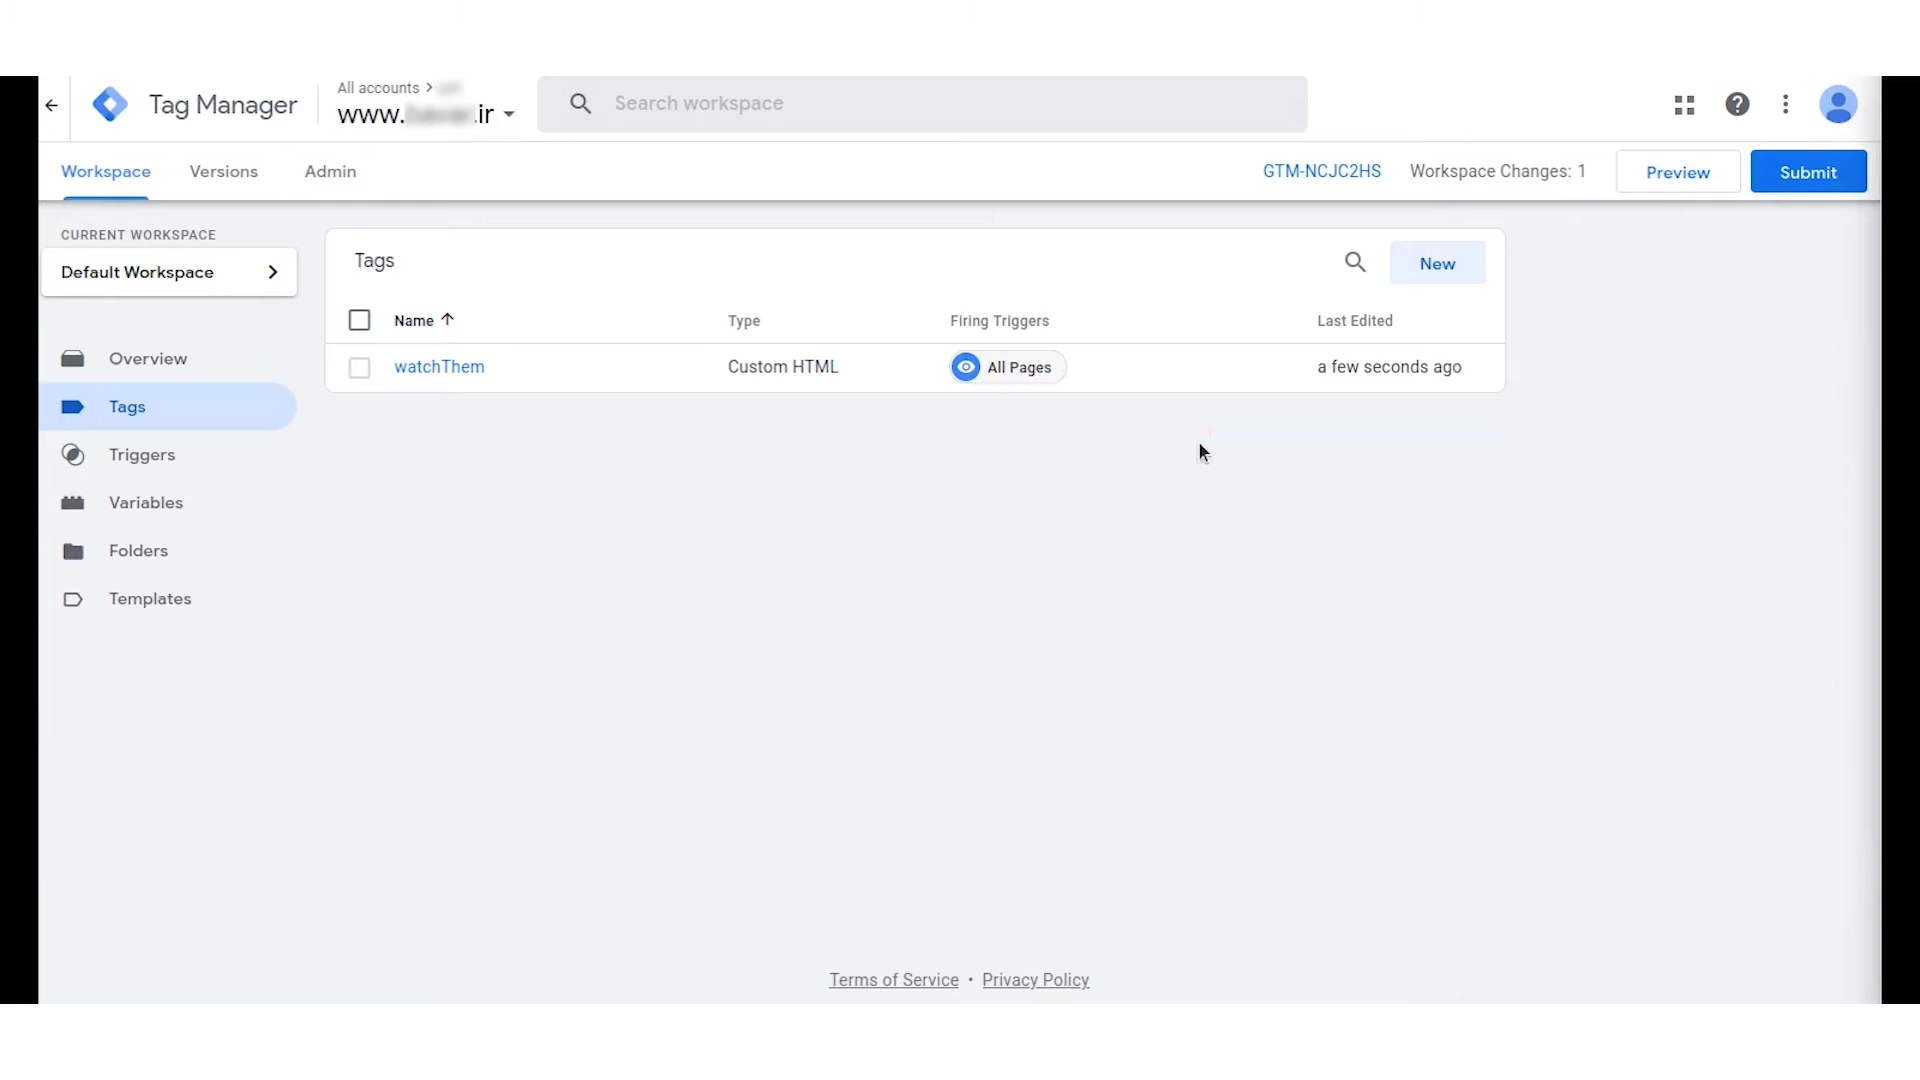 All accounts >
Tag Manager
www. .ir
Search workspace
Workspace
Versions
Admin
GTM-NCJC2HS
Workspace Changes: 1
Preview
Submit
CURRENT WORKSPACE
Default Workspace
Overview
Tags
Triggers
Variables
Folders
Templates
Tags
New
Name
Type
Firing Triggers
Last Edited
watchThem
Custom HTML
All Pages
a few seconds ago
Terms of Service • Privacy Policy